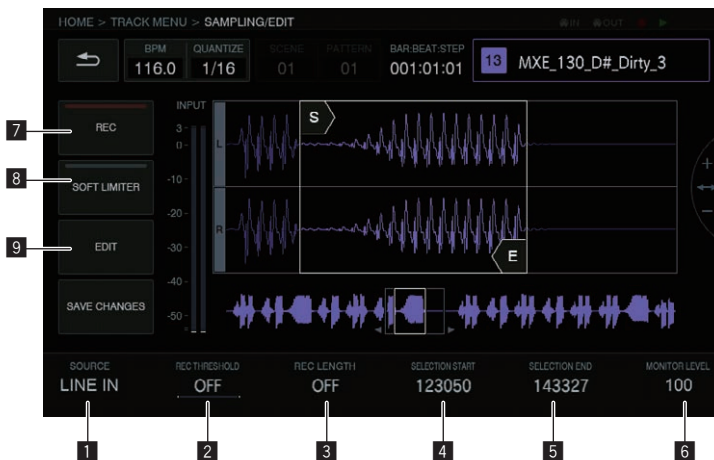 HOME > TRACK MENU > SAMPLING/EDIT
IN OUT
BPM QUANTIZE SCENE PATTERN BAR:BEAT:STEP
116.0 1/16 01 01 001:01:01 13 MXE_130_D#_Dirty_3
INPUT
7 REC
3
0
L
S
-10
8 SOFT LIMITER
-20
R
9 EDIT
-30
E
-40
SAVE CHANGES
-50
+
−
SOURCE REC THRESHOLD REC LENGTH SELECTION START SELECTION END MONITOR LEVEL
LINE IN OFF OFF 123050 143327 100
1 2 3 4 5 6